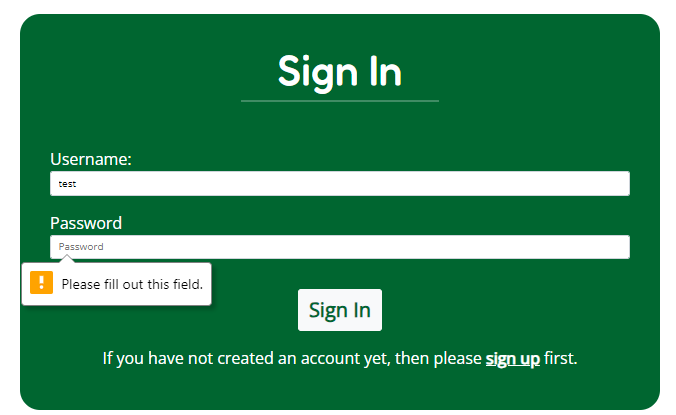 Sign In
Username:
test
Password
Password
! Please fill out this field.
Sign In
If you have not created an account yet, then please sign up first.